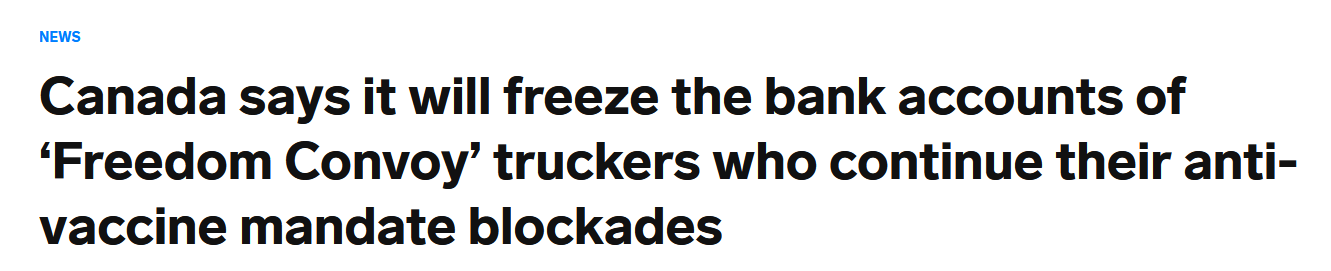 NEWS
Canada says it will freeze the bank accounts of
‘Freedom Convoy’ truckers who continue their anti-
vaccine mandate blockades